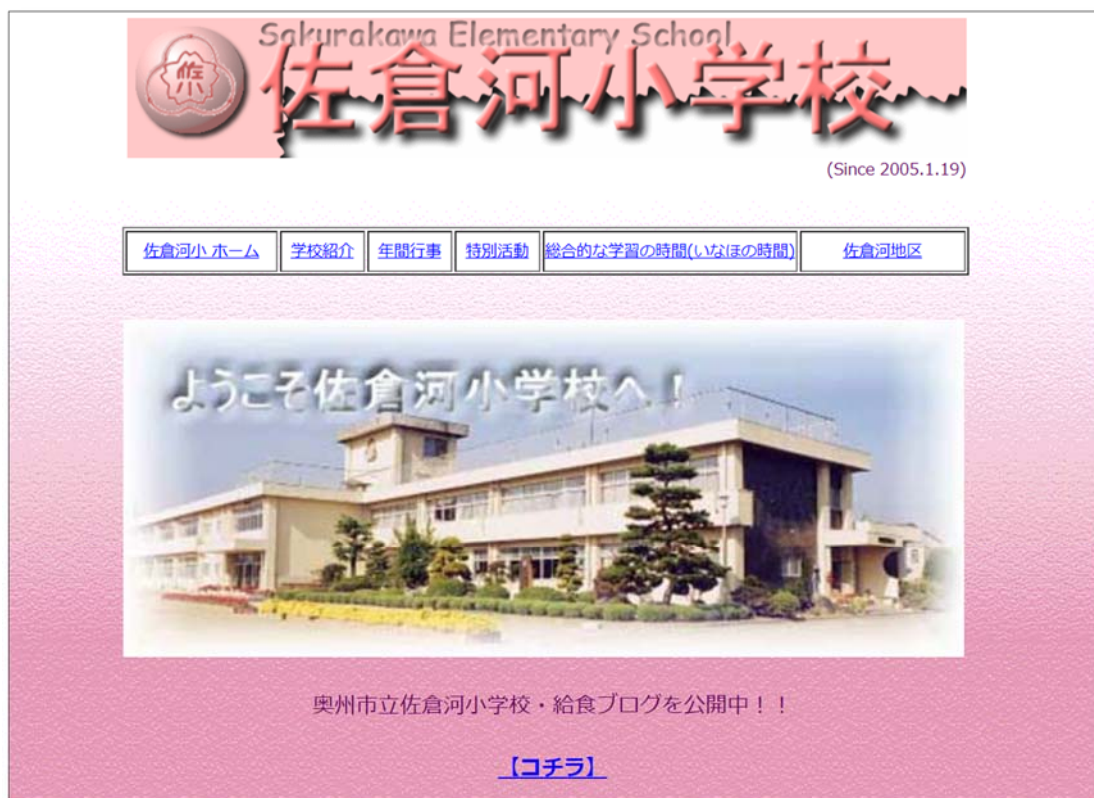 Sakurakawa Elementary School
佐小
佐倉河小学校
(Since 2005.1.19)
佐倉河小 ホーム 学校紹介 年間行事 特別活動 総合的な学習の時間(いなほの時間) 佐倉河地区
ようこそ佐倉河小学校へ！
奥州市立佐倉河小学校・給食ブログを公開中！！
【コチラ】